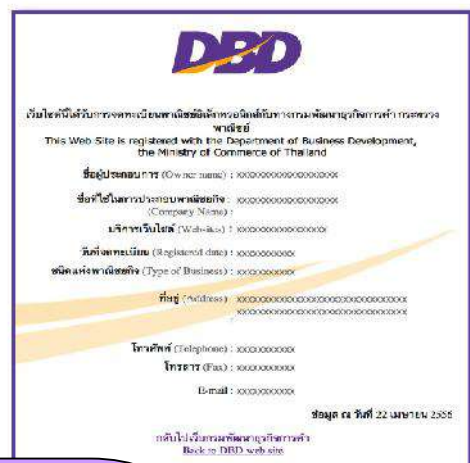 DBD
เว็บไซต์นี้ได้รับการจดทะเบียนพาณิชย์อิเล็กทรอนิกส์กับทางกรมพัฒนาธุรกิจการค้า กระทรวง
พาณิชย์
This Web Site is registered with the Department of Business Development,
the Ministry of Commerce of Thailand
ชื่อผู้ประกอบการ (Owner name) : xxxxxxxxxxxxxxxxxx
ชื่อที่ใช้ในการประกอบพาณิชยกิจ : xxxxxxxxxxxxxx
(Company Name) :
บริการเว็บไซต์ (Websites) : xxxxxxxxxxxxxxxx
วันที่จดทะเบียน (Registered date) : xxxxxxxxxxxxxx
ชนิดแห่งพาณิชยกิจ (Type of Business) : xxxxxxxxxxx
ที่อยู่ (Address) xxxxxxxxxxxxxxxxxxxxxxxxxxxxxxx
xxxxxxxxxxxxxxxxxxxxxxxxxxxxxxx
โทรศัพท์ (Telephone) : xxxxxxxxxxx
โทรสาร (Fax) : xxxxxxxxxxx
E-mail : xxxxxxxxxxx
ข้อมูล ณ วันที่ 22 เมษายน 2556
กลับไปเว็บกรมพัฒนาธุรกิจการค้า
Back to DBD web site